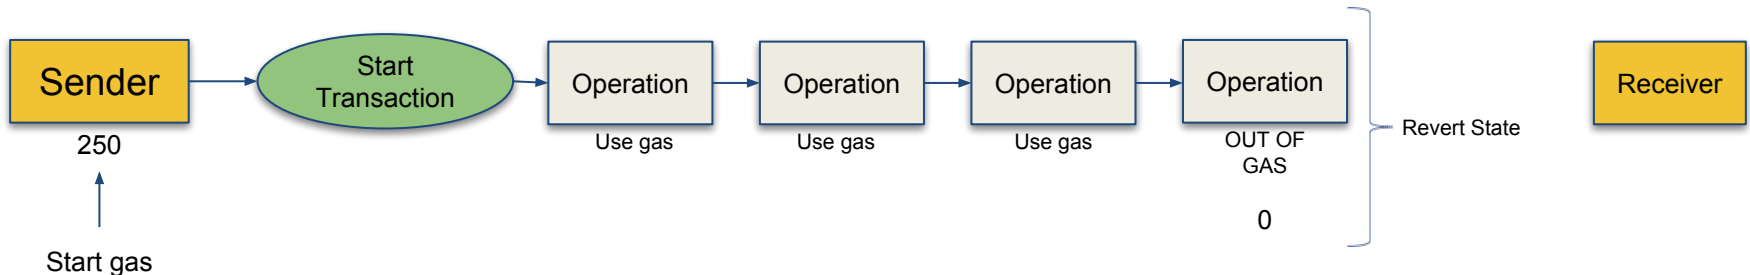 Sender
250
Start gas
Start
Transaction
Operation
Use gas
Operation
Use gas
Operation
Use gas
Operation
OUT OF
GAS
0
Revert State
Receiver